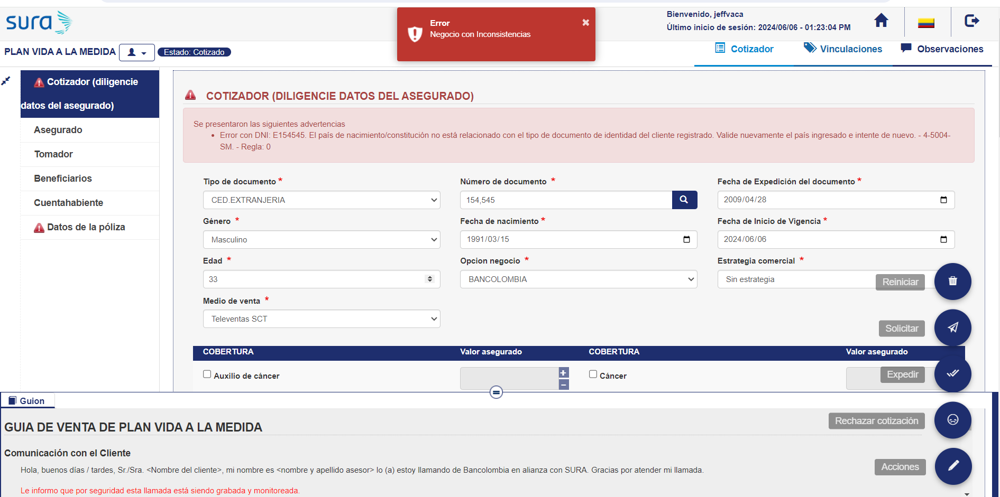 sura
Error
Negocio con Inconsistencias
Bienvenido, jeffvaca
Último inicio de sesión: 2024/06/06 - 01:23:04 PM
PLAN VIDA A LA MEDIDA
Estado: Cotizado
Cotizador
Vinculaciones
Observaciones
Cotizador (diligencie
datos del asegurado)
Asegurado
Tomador
Beneficiarios
Cuentahabiente
Datos de la póliza
COTIZADOR (DILIGENCIE DATOS DEL ASEGURADO)
Se presentaron las siguientes advertencias
• Error con DNI: E154545. El país de nacimiento/constitución no está relacionado con el tipo de documento de identidad del cliente registrado. Valide nuevamente el país ingresado e intente de nuevo. - 4-5004-
SM. - Regla: 0
Tipo de documento *
Número de documento *
Fecha de Expedición del documento *
CED.EXTRANJERIA
154,545
2009/04/28
Género *
Fecha de nacimiento *
Fecha de Inicio de Vigencia *
Masculino
1991/03/15
2024/06/06
Edad *
Opcion negocio *
Estrategia comercial *
33
BANCOLOMBIA
Sin estrategia
Reiniciar
Medio de venta *
Televentas SCT
Solicitar
COBERTURA
Valor asegurado
COBERTURA
Valor asegurado
Auxilio de cáncer
Cáncer
Expedir
Guion
GUIA DE VENTA DE PLAN VIDA A LA MEDIDA
Rechazar cotización
Comunicación con el Cliente
Hola, buenos días / tardes, Sr./Sra. <Nombre del cliente>, mi nombre es <nombre y apellido asesor> lo (a) estoy llamando de Bancolombia en alianza con SURA. Gracias por atender mi llamada.
Acciones
Le informo que por seguridad esta llamada está siendo grabada y monitoreada.